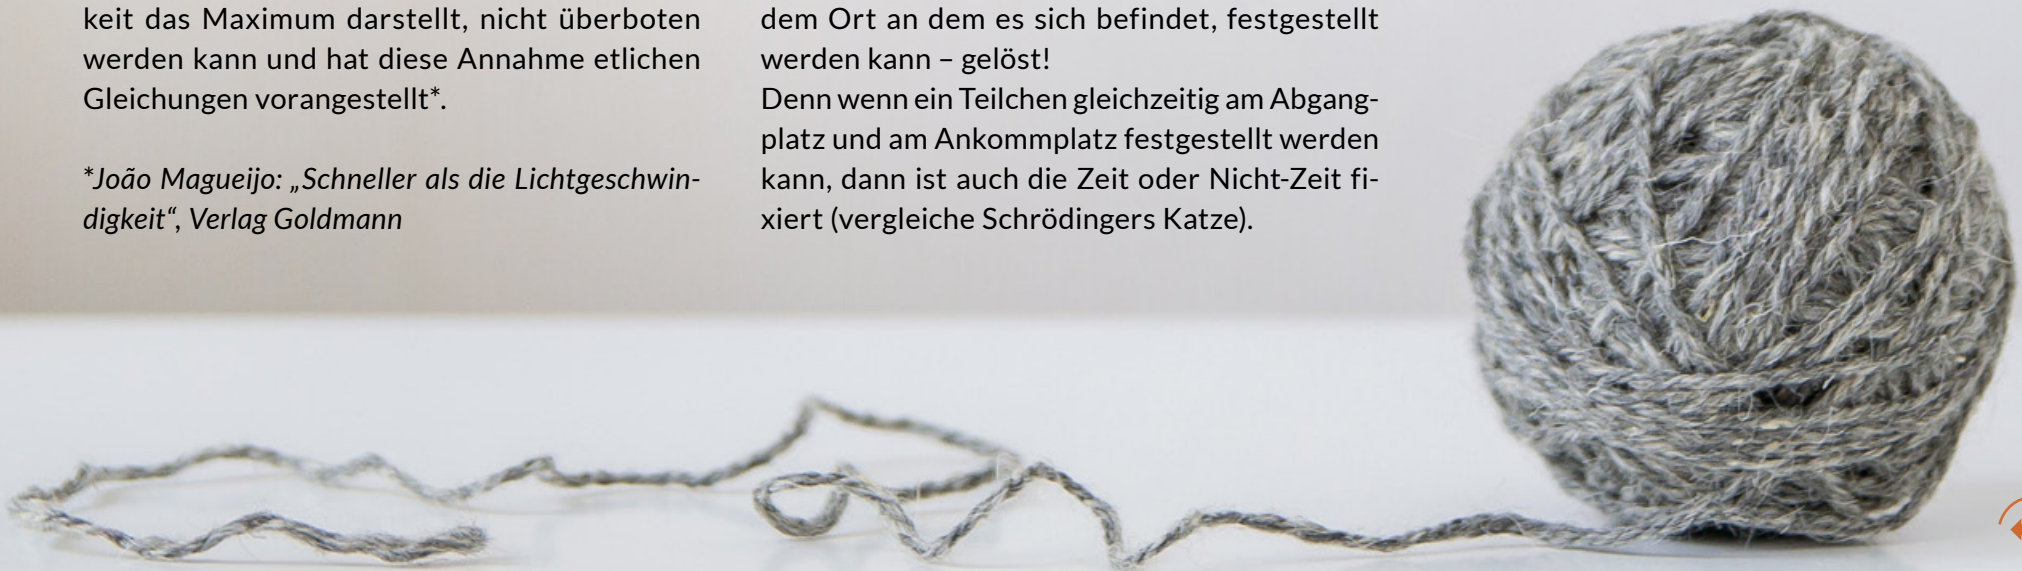 keit das Maximum darstellt, nicht überboten
werden kann und hat diese Annahme etlichen
Gleichungen vorangestellt*.
*João Magueijo: „Schneller als die Lichtgeschwin-
digkeit“, Verlag Goldmann
dem Ort an dem es sich befindet, festgestellt
werden kann – gelöst!
Denn wenn ein Teilchen gleichzeitig am Abgang-
platz und am Ankommplatz festgestellt werden
kann, dann ist auch die Zeit oder Nicht-Zeit fi-
xiert (vergleiche Schrödingers Katze).